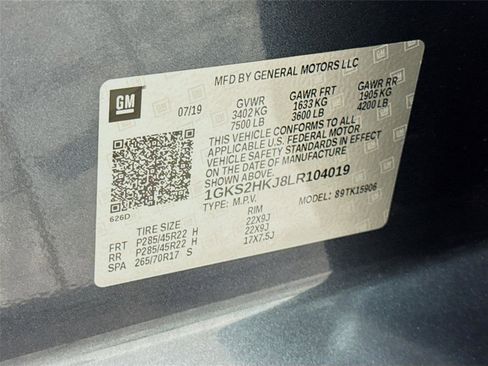 MFD BY GENERAL MOTORS LLC
GM
07/19 GVWR GAWR FRT GAWR RR
3402 KG 1633 KG 1905 KG
7500 LB 3600 LB 4200 LB
THIS VEHICLE CONFORMS TO ALL
APPLICABLE U.S. FEDERAL MOTOR
VEHICLE SAFETY STANDARDS IN EFFECT
ON THE DATE OF MANUFACTURE
SHOWN ABOVE.
1GKS2HKJ8LR104019
626D TYPE: M.P.V. MODEL: 89TK15906
TIRE SIZE RIM
FRT P285/45R22 H 22X9J
RR P285/45R22 H 22X9J
SPA 265/70R17 S 17X7.5J